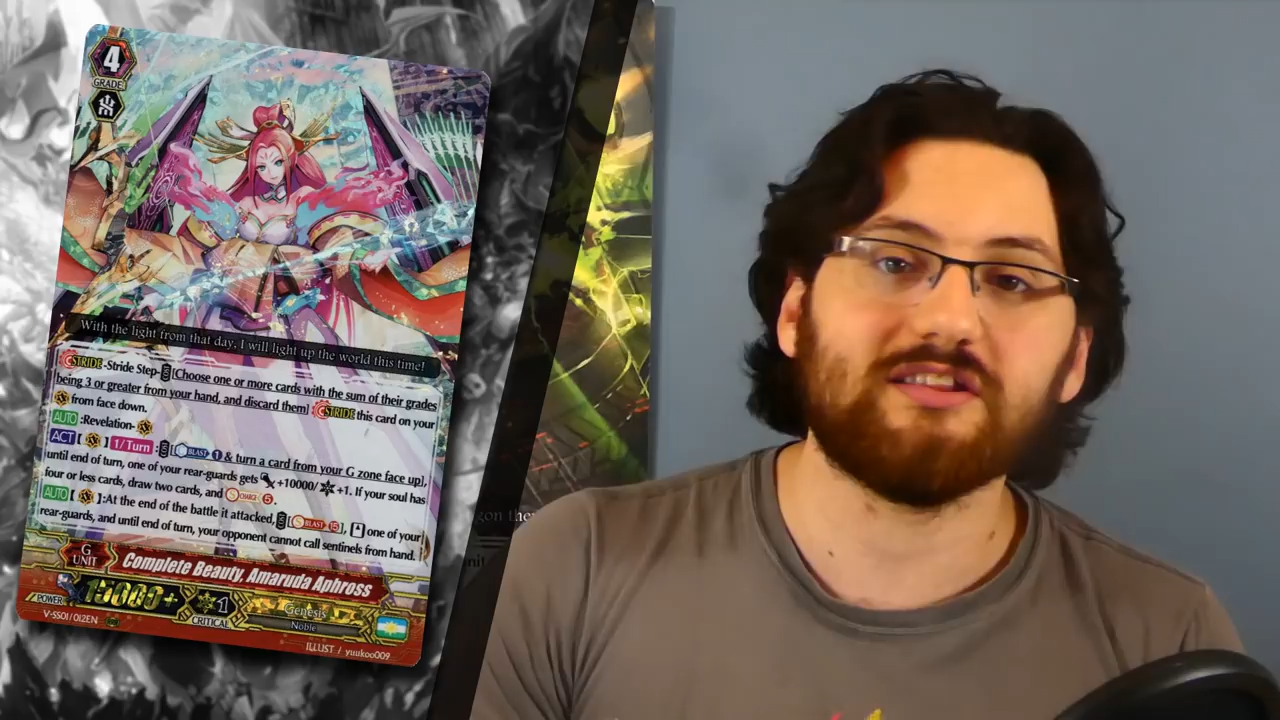 4
GRADE
With the light from that day, I will light up the world this time!
STRIDE -Stride Step- COST [Choose one or more cards with the sum of their grades
being 3 or greater from your hand, and discard them] STRIDE this card on your
from face down.
AUTO :Revelation-
ACT [ ] 1/Turn : COST [ BLAST 1 & turn a card from your G zone face up],
until end of turn, one of your rear-guards gets +10000/ +1. If your soul has
four or less cards, draw two cards, and S CHARGE 5.
AUTO [ ]:At the end of the battle it attacked, COST [S BLAST 15], one of your
rear-guards, and until end of turn, your opponent cannot call sentinels from hand.
G
UNIT
Complete Beauty, Amaruda Aphross
POWER 15000+
1
CRITICAL
Genesis
Noble
V-SS01/012EN
ILLUST / yuukoo009